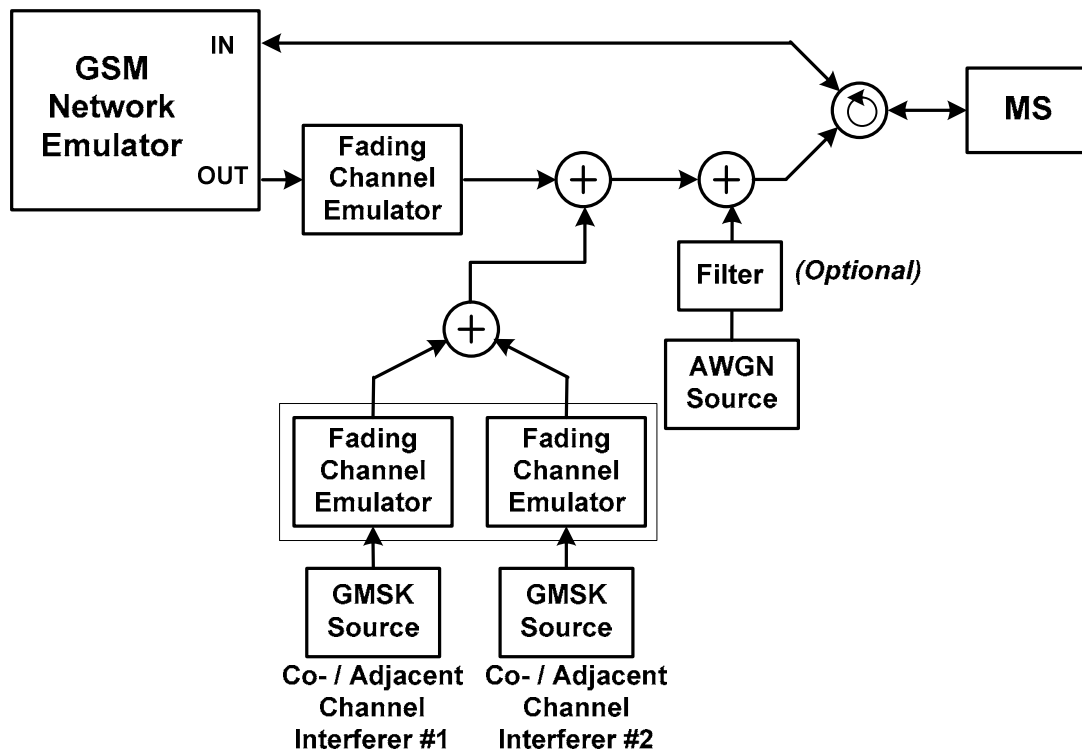 GSM
Network
Emulator
IN
OUT
Fading
Channel
Emulator
+
+
MS
Filter
(Optional)
AWGN
Source
+
Fading
Channel
Emulator
Fading
Channel
Emulator
GMSK
Source
GMSK
Source
Co- / Adjacent
Channel
Interferer #1
Co- / Adjacent
Channel
Interferer #2